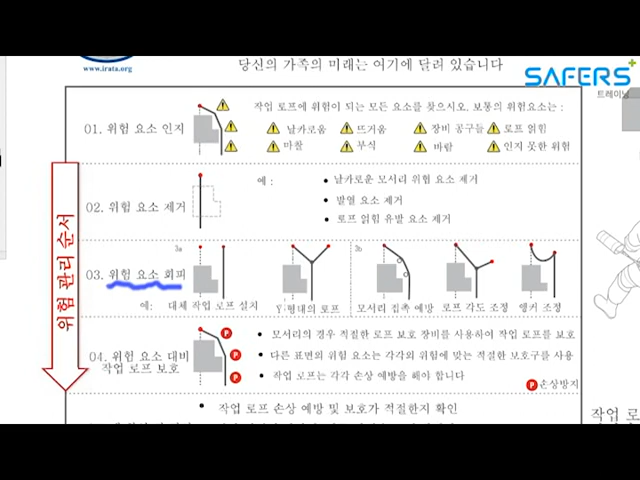 www.irata.org
당신의 가족의 미래는 여기에 달려 있습니다
SAFERS+
트레이닝
위험 관리 순서
01. 위험 요소 인지
작업 로프에 위험이 되는 모든 요소를 찾으시오. 보통의 위험요소는 :
날카로움 뜨거움 장비 공구들 로프 얽힘
마찰 부식 바람 인지 못한 위험
02. 위험 요소 제거
예 :
• 날카로운 모서리 위험 요소 제거
• 발열 요소 제거
• 로프 얽힘 유발 요소 제거
3a
3b
03. 위험 요소 회피
예: 대체 작업 로프 설치
Y 형태의 로프
모서리 접촉 예방
로프 각도 조정
앵커 조정
04. 위험 요소 대비
작업 로프 보호
P
P
P
• 모서리의 경우 적절한 로프 보호 장비를 사용하여 작업 로프를 보호
• 다른 표면의 위험 요소는 각각의 위험에 맞는 적절한 보호구를 사용
• 작업 로프는 각각 손상 예방을 해야 합니다
P 손상방지
• 작업 로프 손상 예방 및 보호가 적절한지 확인
작업 로